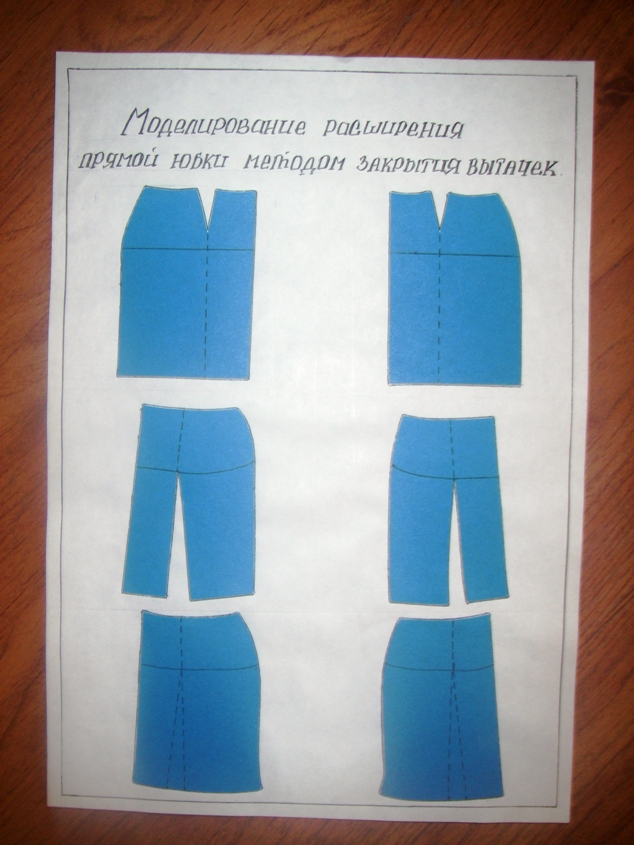 Моделирование расширения
прямой юбки методом закрытия вытачек.